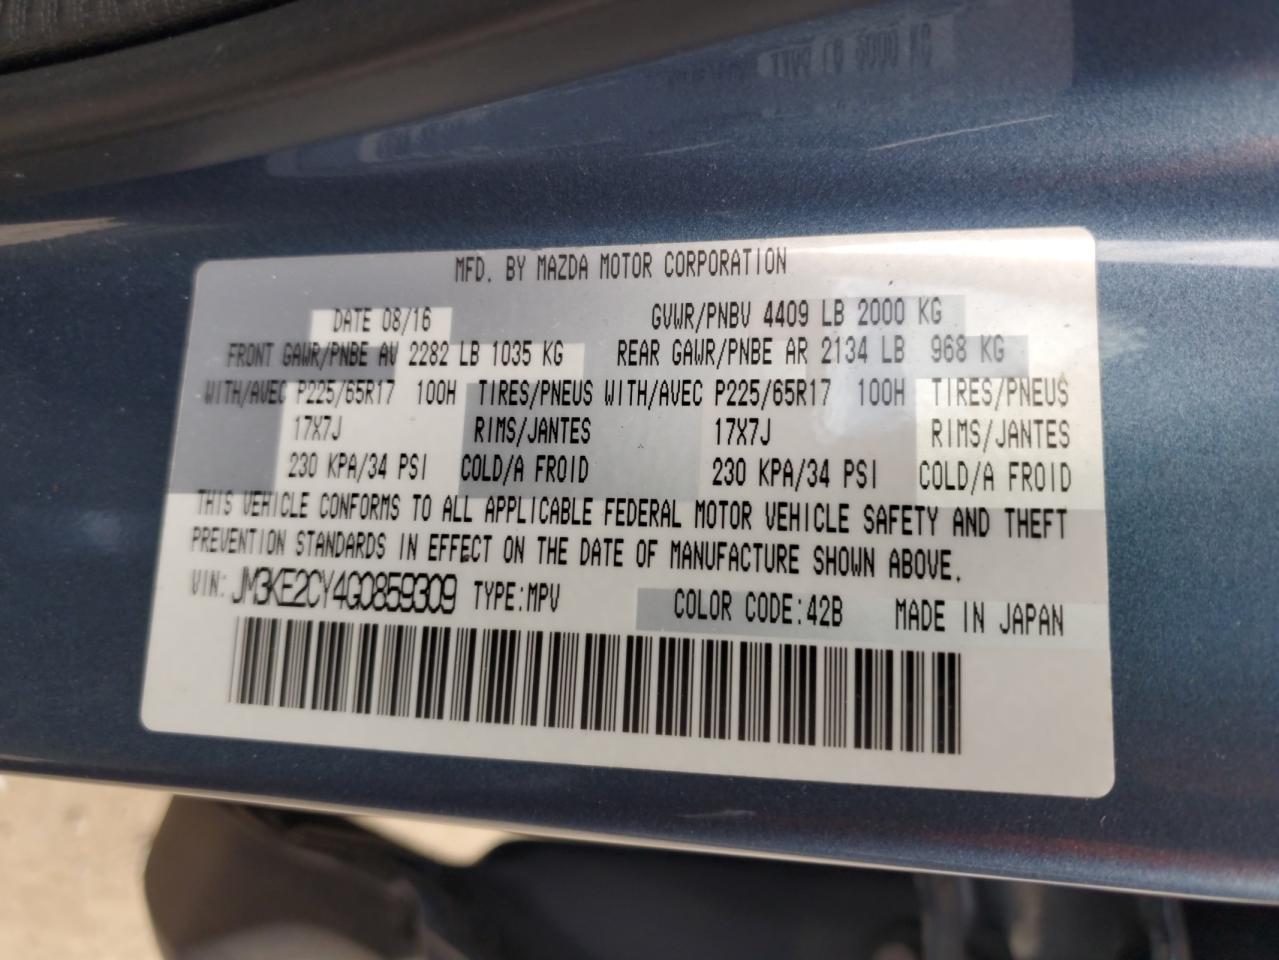 MFD. BY MAZDA MOTOR CORPORATION
DATE 08/16 GVWR/PNBV 4409 LB 2000 KG
FRONT GAWR/PNBE AV 2282 LB 1035 KG REAR GAWR/PNBE AR 2134 LB 968 KG
WITH/AVEC P225/65R17 100H TIRES/PNEUS WITH/AVEC P225/65R17 100H TIRES/PNEUS
17X7J RIMS/JANTES 17X7J RIMS/JANTES
230 KPA/34 PSI COLD/A FROID 230 KPA/34 PSI COLD/A FROID
THIS VEHICLE CONFORMS TO ALL APPLICABLE FEDERAL MOTOR VEHICLE SAFETY AND THEFT
PREVENTION STANDARDS IN EFFECT ON THE DATE OF MANUFACTURE SHOWN ABOVE.
VIN: JM3KE2CY4G0859309 TYPE:MPV COLOR CODE:42B MADE IN JAPAN